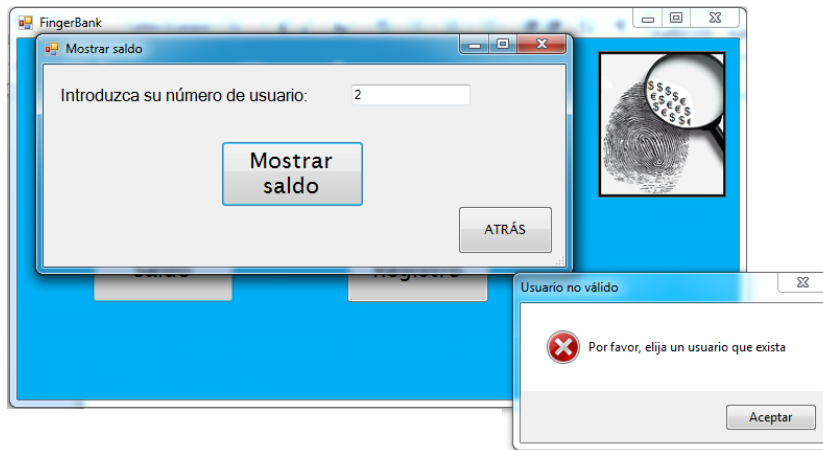 FingerBank
Mostrar saldo
Introduzca su número de usuario:
2
Mostrar
saldo
ATRÁS
Registro
Usuario no válido
Por favor, elija un usuario que exista
Aceptar